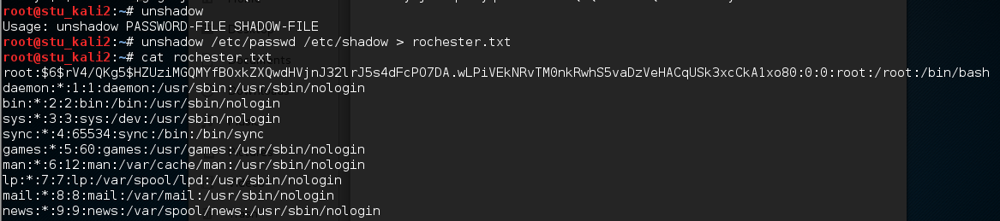 root@stu_kali2:~# unshadow
Usage: unshadow PASSWORD-FILE SHADOW-FILE
root@stu_kali2:~# unshadow /etc/passwd /etc/shadow > rochester.txt
root@stu_kali2:~# cat rochester.txt
root:$6$rV4/QKg5$HZUziMGQMYfBOxkZXQwdHVjnJ32lrJ5s4dFcPO7DA.wLPiVEkNRvTM0nkRwhS5vaDzVeHACqUSk3xcCkA1xo80:0:0:root:/root:/bin/bash
daemon:*:1:1:daemon:/usr/sbin:/usr/sbin/nologin
bin:*:2:2:bin:/bin:/usr/sbin/nologin
sys:*:3:3:sys:/dev:/usr/sbin/nologin
sync:*:4:65534:sync:/bin:/bin/sync
games:*:5:60:games:/usr/games:/usr/sbin/nologin
man:*:6:12:man:/var/cache/man:/usr/sbin/nologin
lp:*:7:7:lp:/var/spool/lpd:/usr/sbin/nologin
mail:*:8:8:mail:/var/mail:/usr/sbin/nologin
news:*:9:9:news:/var/spool/news:/usr/sbin/nologin